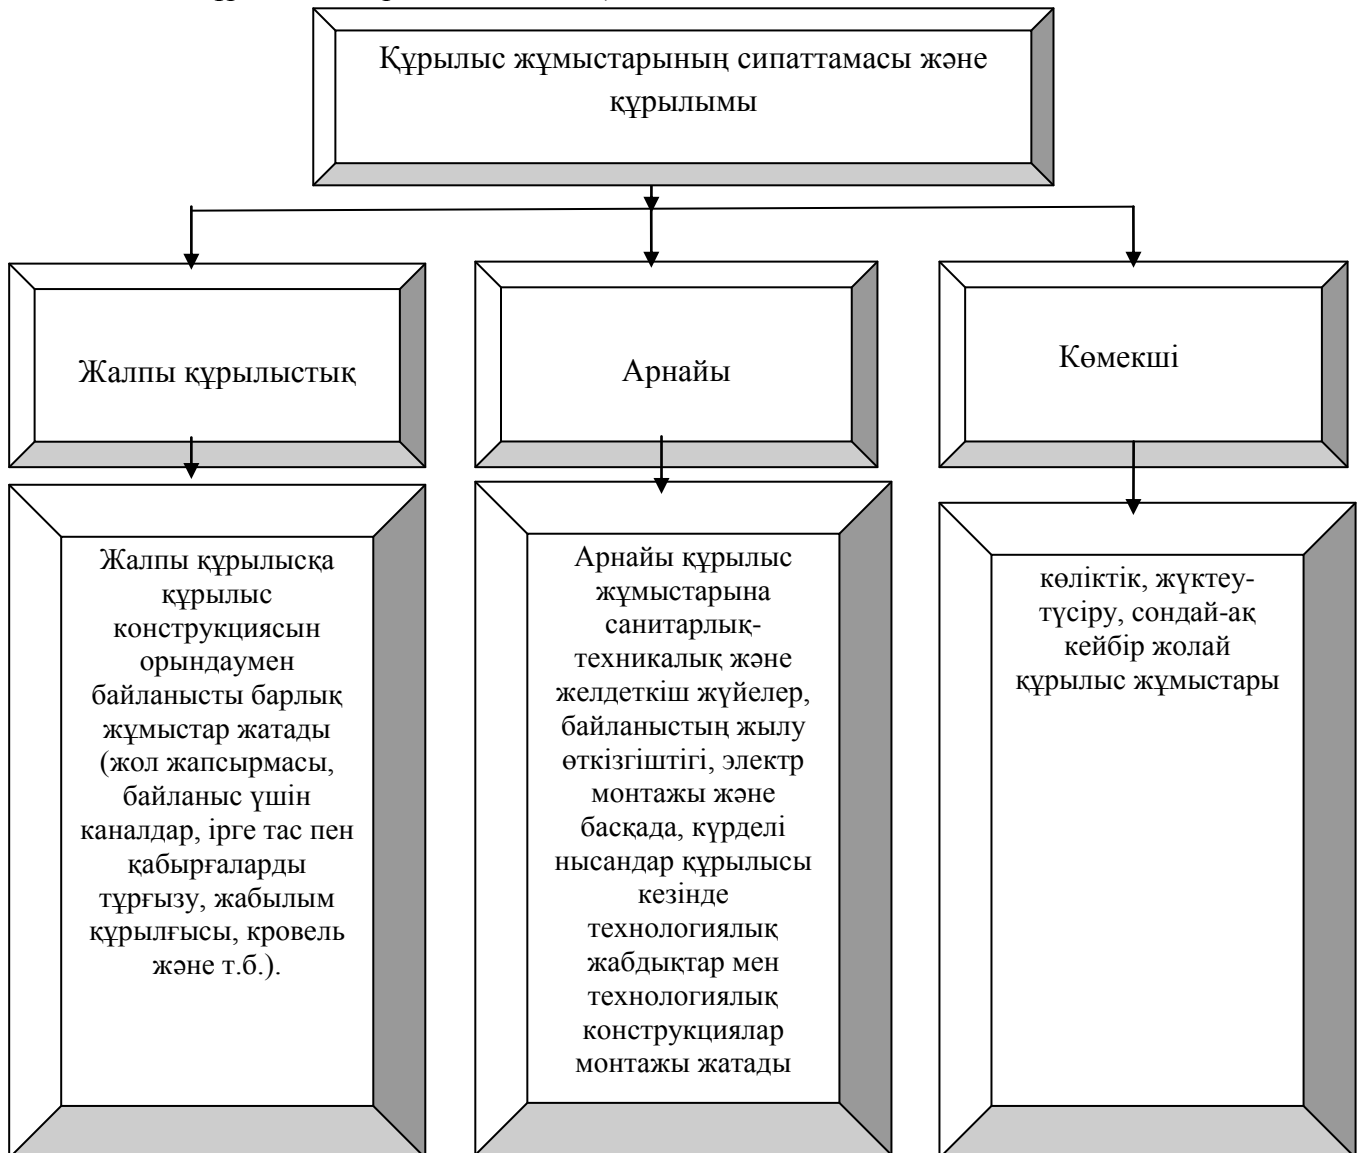 Құрылыс жұмыстарының сипаттамасы және
құрылымы
Жалпы құрылыстық
Арнайы
Көмекші
Жалпы құрылысқа
құрылыс
конструкциясын
орындаумен
байланысты барлық
жұмыстар жатады
(жол жапсырмасы,
байланыс үшін
каналдар, ірге тас пен
қабырғаларды
тұрғызу, жабылым
құрылғысы, кровель
және т.б.).
Арнайы құрылыс
жұмыстарына
санитарлық-
техникалық және
желдеткіш жүйелер,
байланыстың жылу
өткізгіштігі, электр
монтажы және
басқада, күрделі
нысандар құрылысы
кезінде
технологиялық
жабдықтар мен
технологиялық
конструкциялар
монтажы жатады
көліктік, жүктеу-
түсіру, сондай-ақ
кейбір жолай
құрылыс жұмыстары